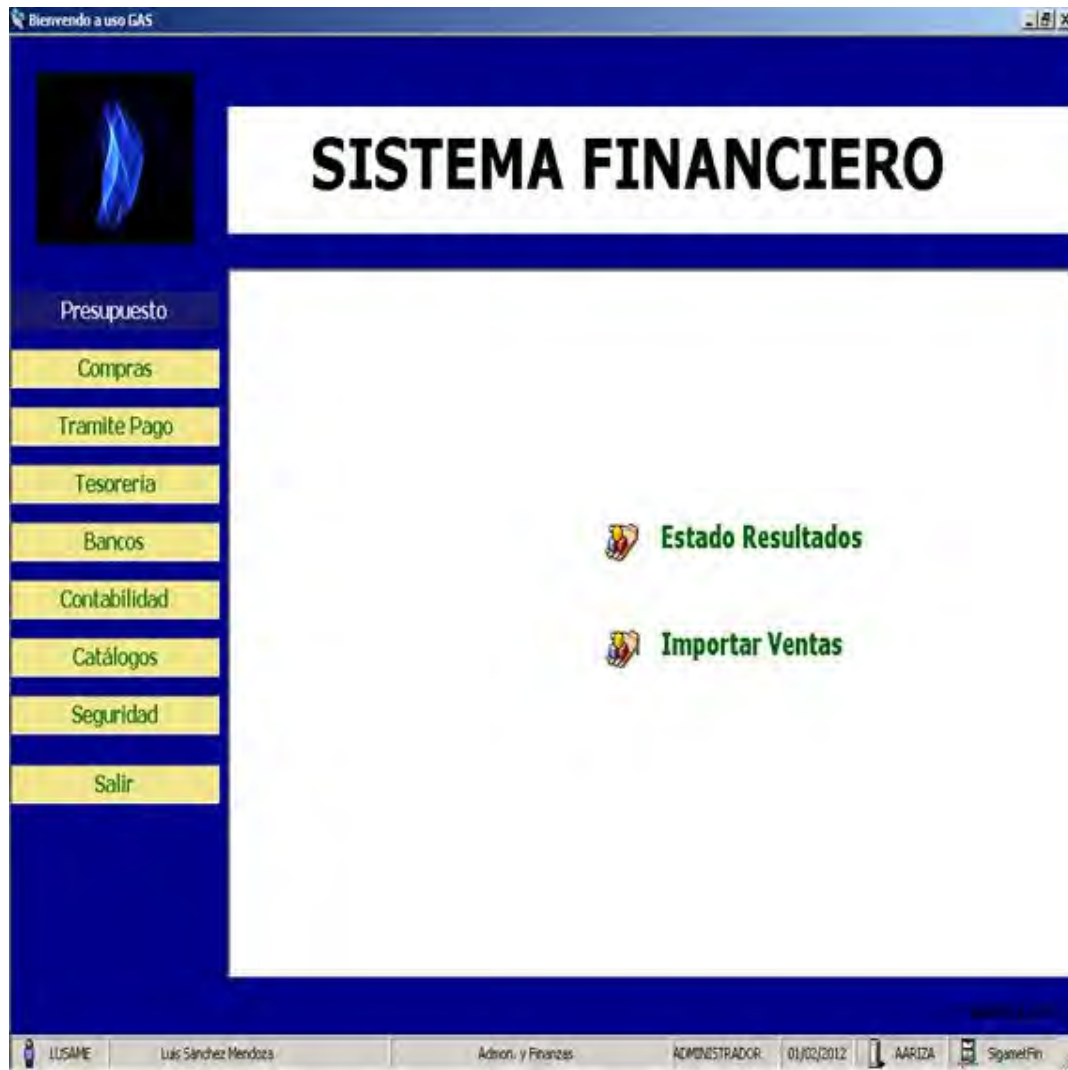 Bienvendo a uso GAS
SISTEMA FINANCIERO
Presupuesto
Compras
Tramite Pago
Tesoreria
Bancos
Contabilidad
Catálogos
Seguridad
Salir
Estado Resultados
Importar Ventas
LUSAME Luis Sánchez Mendoza Admon. y Finanzas ADMINISTRADOR 01/02/2012 AARIZA SigametFin